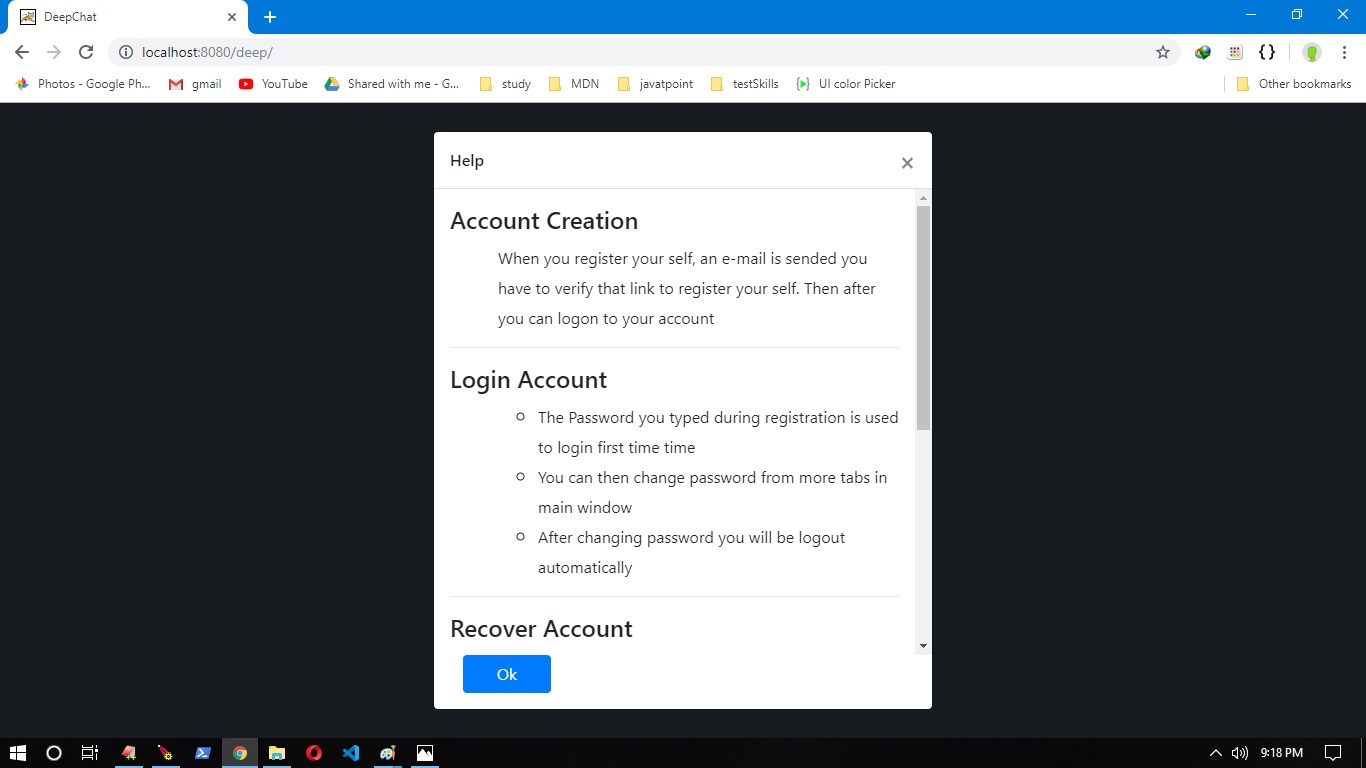 DeepChat
localhost:8080/deep/
Photos - Google Ph...
gmail
YouTube
Shared with me - G...
study
MDN
javatpoint
testSkills
UI color Picker
Other bookmarks
Help
Account Creation
When you register your self, an e-mail is sended you
have to verify that link to register your self. Then after
you can logon to your account
Login Account
The Password you typed during registration is used
to login first time time
You can then change password from more tabs in
main window
After changing password you will be logout
automatically
Recover Account
Ok
9:18 PM